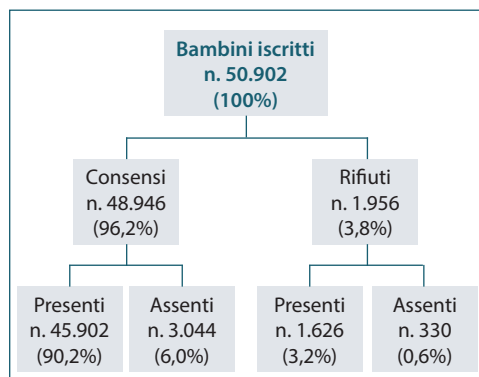 Bambini iscritti
n. 50.902
(100%)
Consensi
n. 48.946
(96,2%)
Rifiuti
n. 1.956
(3,8%)
Presenti
n. 45.902
(90,2%)
Assenti
n. 3.044
(6,0%)
Presenti
n. 1.626
(3,2%)
Assenti
n. 330
(0,6%)